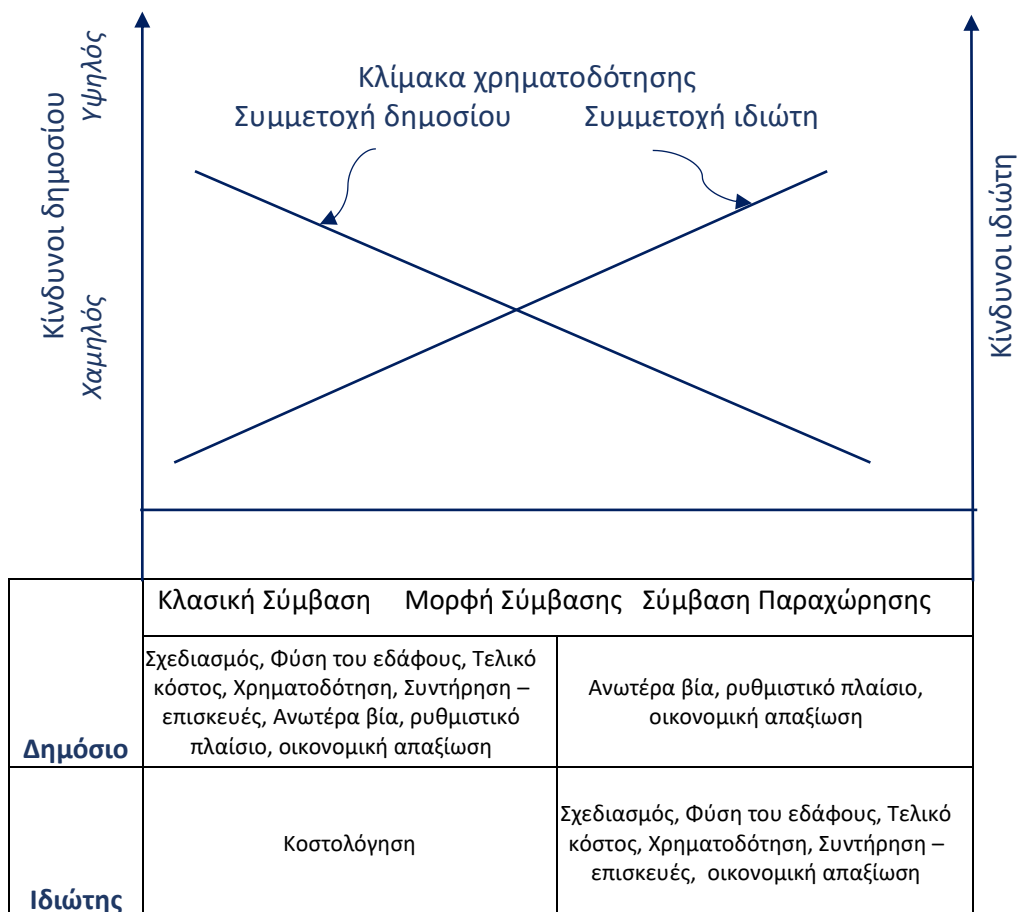 Κλίμακα χρηματοδότησης
Συμμετοχή δημοσίου Συμμετοχή ιδιώτη
Κίνδυνοι δημοσίου
Υψηλός
Χαμηλός
Κίνδυνοι ιδιώτη
Κλασική Σύμβαση Μορφή Σύμβασης Σύμβαση Παραχώρησης
Δημόσιο
Σχεδιασμός, Φύση του εδάφους, Τελικό
κόστος, Χρηματοδότηση, Συντήρηση –
επισκευές, Ανωτέρα βία, ρυθμιστικό
πλαίσιο, οικονομική απαξίωση
Ανωτέρα βία, ρυθμιστικό πλαίσιο,
οικονομική απαξίωση
Ιδιώτης
Κοστολόγηση
Σχεδιασμός, Φύση του εδάφους, Τελικό
κόστος, Χρηματοδότηση, Συντήρηση –
επισκευές, οικονομική απαξίωση